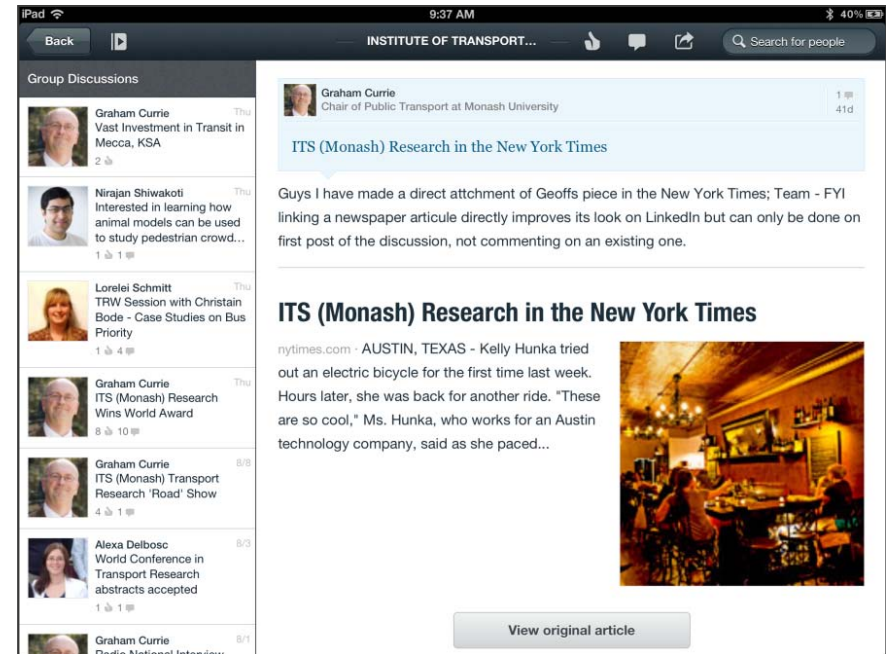 iPad
9:37 AM
40%
Back
INSTITUTE OF TRANSPORT...
Search for people
Group Discussions
Graham Currie
Thu
Vast Investment in Transit in
Mecca, KSA
2
Nirajan Shiwakoti
Thu
Interested in learning how
animal models can be used
to study pedestrian crowd...
1 1
Lorelei Schmitt
Thu
TRW Session with Christain
Bode - Case Studies on Bus
Priority
1 4
Graham Currie
Thu
ITS (Monash) Research
Wins World Award
8 10
Graham Currie
8/8
ITS (Monash) Transport
Research 'Road' Show
4 1
Alexa Delbosc
8/3
World Conference in
Transport Research
abstracts accepted
1 1
Graham Currie
8/1
Radio National Interview
Graham Currie
Chair of Public Transport at Monash University
1
41d
ITS (Monash) Research in the New York Times
Guys I have made a direct attchment of Geoffs piece in the New York Times; Team - FYI
linking a newspaper articule directly improves its look on LinkedIn but can only be done on
first post of the discussion, not commenting on an existing one.
ITS (Monash) Research in the New York Times
nytimes.com · AUSTIN, TEXAS - Kelly Hunka tried
out an electric bicycle for the first time last week.
Hours later, she was back for another ride. "These
are so cool," Ms. Hunka, who works for an Austin
technology company, said as she paced...
View original article